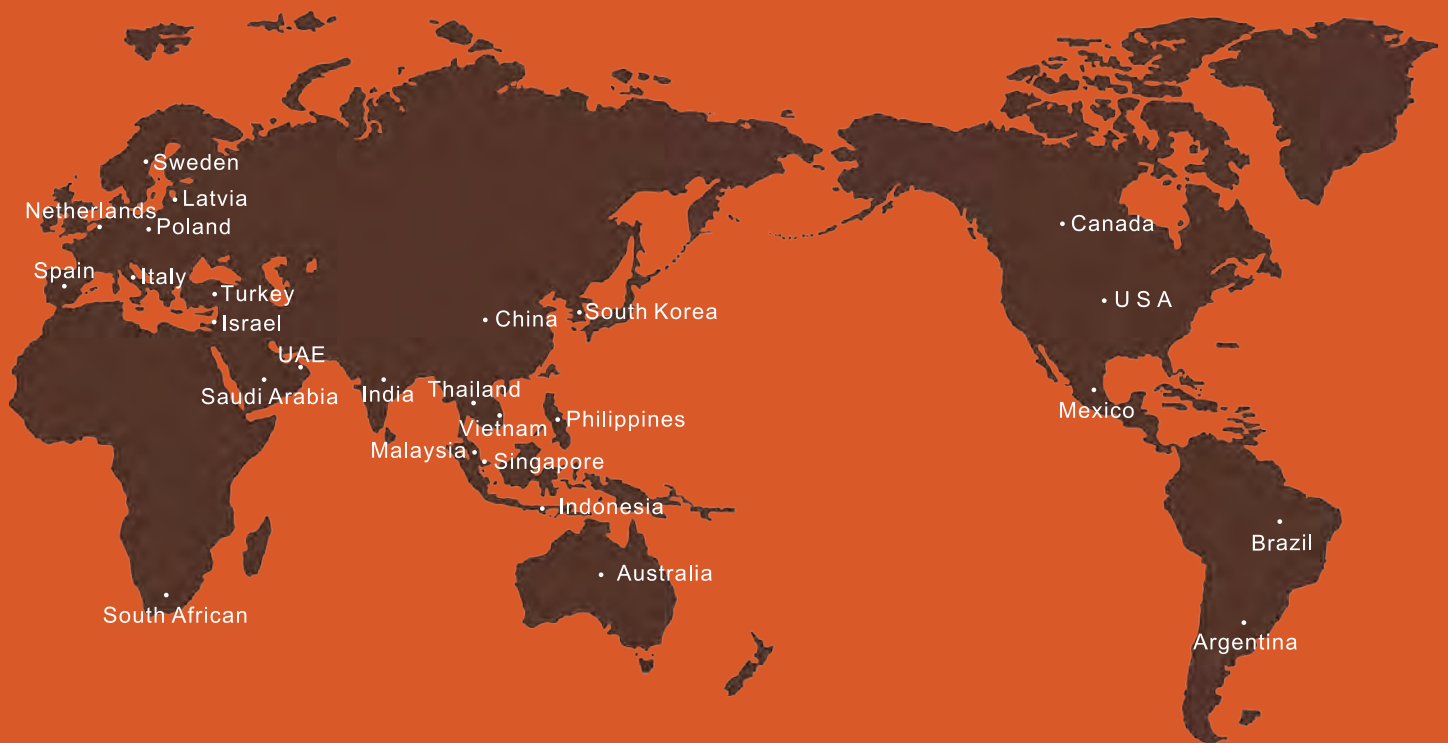 Sweden
Latvia
Netherlands
Poland
Canada
Spain
Italy
Turkey
USA
South Korea
China
Israel
UAE
Thailand
India
Saudi Arabia
Mexico
Philippines
Vietnam
Malaysia
Singapore
Indonesia
Brazil
Australia
South African
Argentina